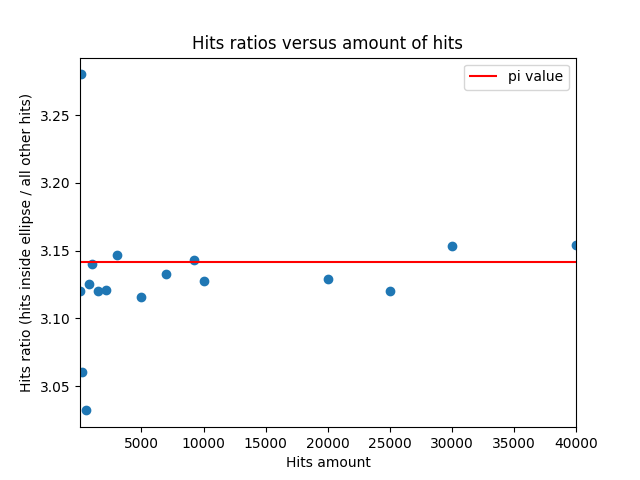 Hits ratios versus amount of hits
pi value
Hits ratio (hits inside ellipse / all other hits)
3.25
3.20
3.15
3.10
3.05
5000 10000 15000 20000 25000 30000 35000 40000
Hits amount